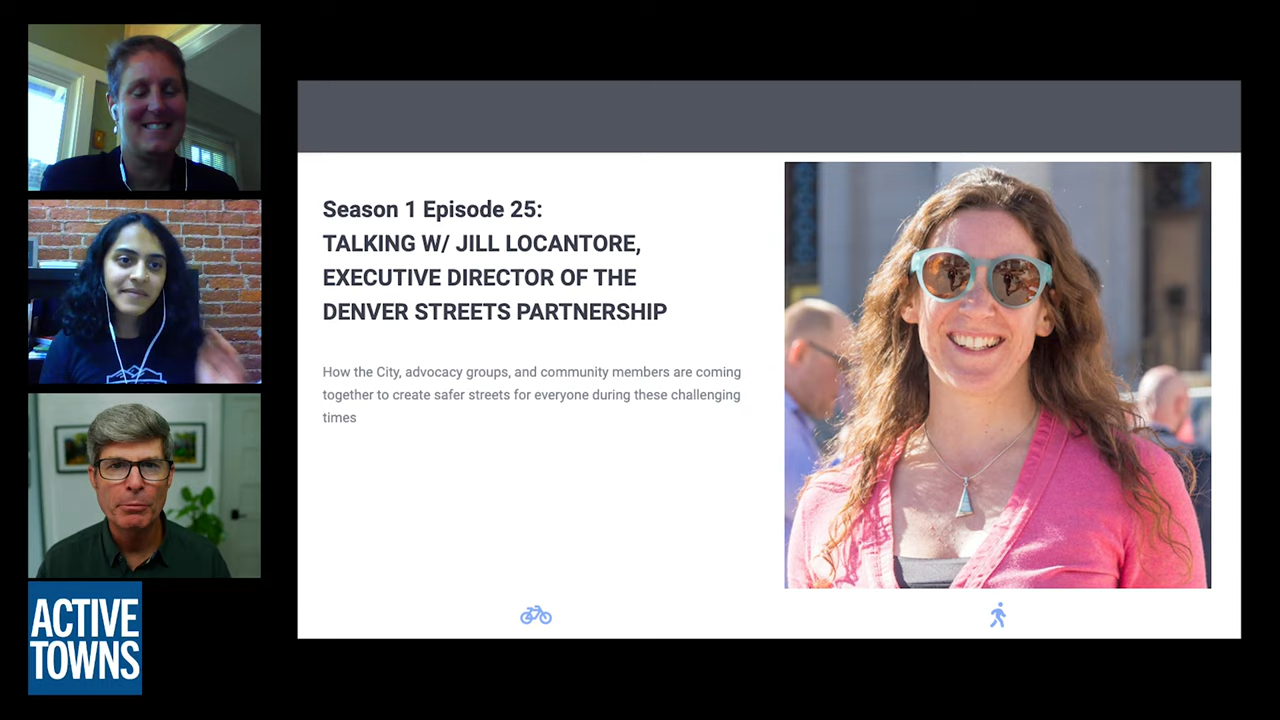 Season 1 Episode 25:
TALKING W/ JILL LOCANTORE,
EXECUTIVE DIRECTOR OF THE
DENVER STREETS PARTNERSHIP
How the City, advocacy groups, and community members are coming
together to create safer streets for everyone during these challenging
times
ACTIVE
TOWNS